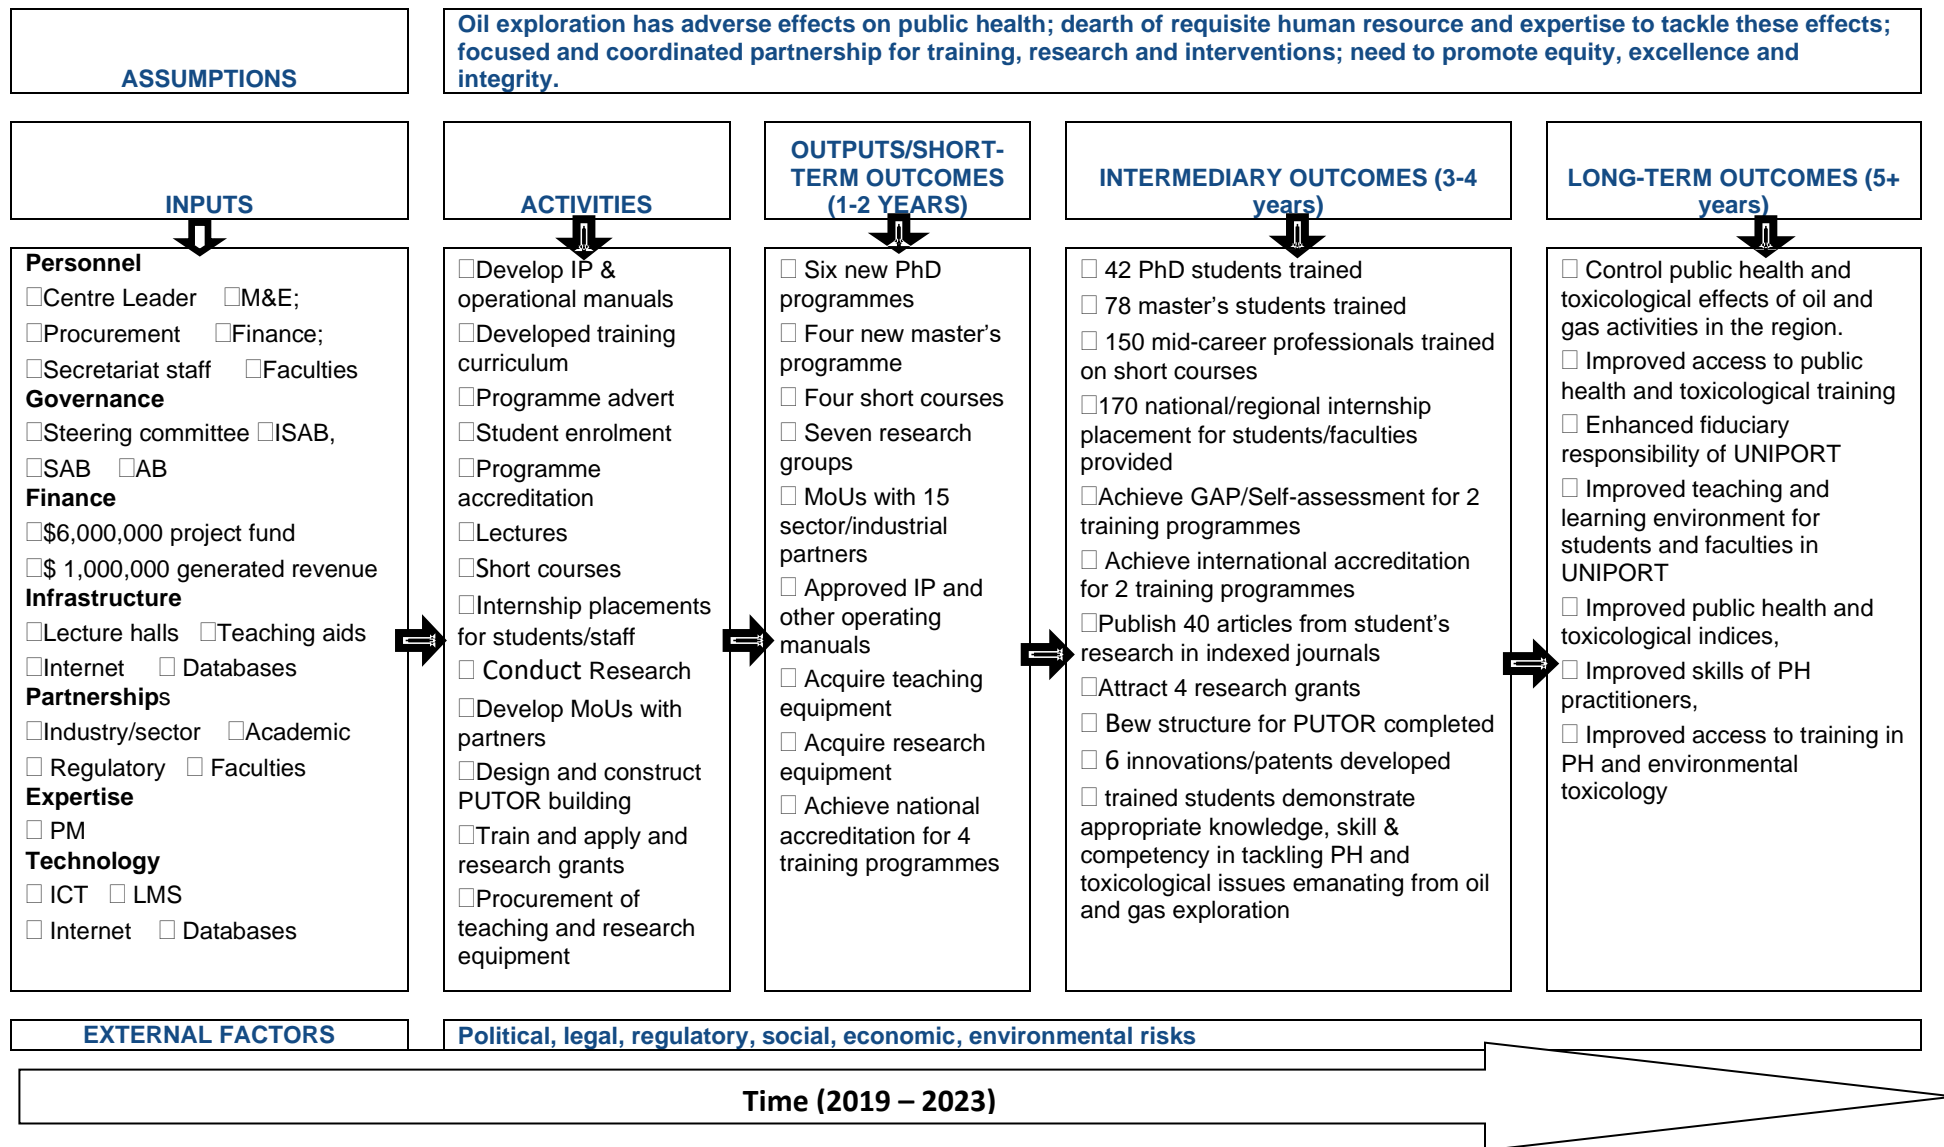 ASSUMPTIONS
Oil exploration has adverse effects on public health; dearth of requisite human resource and expertise to tackle these effects;
focused and coordinated partnership for training, research and interventions; need to promote equity, excellence and
integrity.
INPUTS
Personnel
□Centre Leader □M&E;
□Procurement □Finance;
□Secretariat staff □Faculties
Governance
□Steering committee □ISAB,
□SAB □AB
Finance
□$6,000,000 project fund
□$ 1,000,000 generated revenue
Infrastructure
□Lecture halls □Teaching aids
□Internet □ Databases
Partnerships
□Industry/sector □Academic
□ Regulatory □ Faculties
Expertise
□ PM
Technology
□ ICT □ LMS
□ Internet □ Databases
ACTIVITIES
□Develop IP &
operational manuals
□Developed training
curriculum
□Programme advert
□Student enrolment
□Programme
accreditation
□Lectures
□Short courses
□Internship placements
for students/staff
□ Conduct Research
□Develop MoUs with
partners
□Design and construct
PUTOR building
□Train and apply and
research grants
□Procurement of
teaching and research
equipment
OUTPUTS/SHORT-
TERM OUTCOMES
(1-2 YEARS)
□ Six new PhD
programmes
□ Four new master’s
programme
□ Four short courses
□ Seven research
groups
□ MoUs with 15
sector/industrial
partners
□ Approved IP and
other operating
manuals
□ Acquire teaching
equipment
□ Acquire research
equipment
□ Achieve national
accreditation for 4
training programmes
INTERMEDIARY OUTCOMES (3-4
years)
□ 42 PhD students trained
□ 78 master’s students trained
□ 150 mid-career professionals trained
on short courses
□170 national/regional internship
placement for students/faculties
provided
□Achieve GAP/Self-assessment for 2
training programmes
□ Achieve international accreditation
for 2 training programmes
□Publish 40 articles from student’s
research in indexed journals
□Attract 4 research grants
□ Bew structure for PUTOR completed
□ 6 innovations/patents developed
□ trained students demonstrate
appropriate knowledge, skill &
competency in tackling PH and
toxicological issues emanating from oil
and gas exploration
LONG-TERM OUTCOMES (5+
years)
□ Control public health and
toxicological effects of oil and
gas activities in the region.
□ Improved access to public
health and toxicological training
□ Enhanced fiduciary
responsibility of UNIPORT
□ Improved teaching and
learning environment for
students and faculties in
UNIPORT
□ Improved public health and
toxicological indices,
□ Improved skills of PH
practitioners,
□ Improved access to training in
PH and environmental
toxicology
EXTERNAL FACTORS
Political, legal, regulatory, social, economic, environmental risks
Time (2019 – 2023)